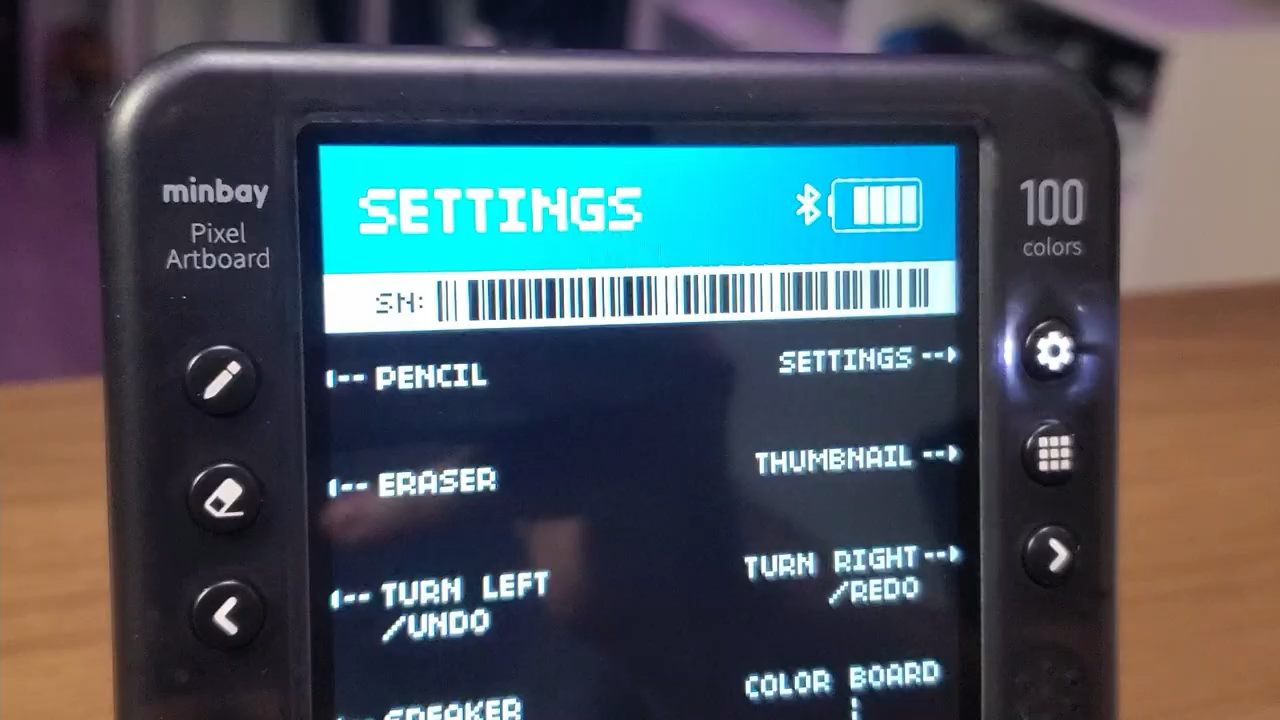 minbay
Pixel
Artboard
100
colors
SETTINGS
SN:
PENCIL
SETTINGS
ERASER
THUMBNAIL
TURN LEFT
/UNDO
TURN RIGHT
/REDO
SPEAKER
COLOR BOARD